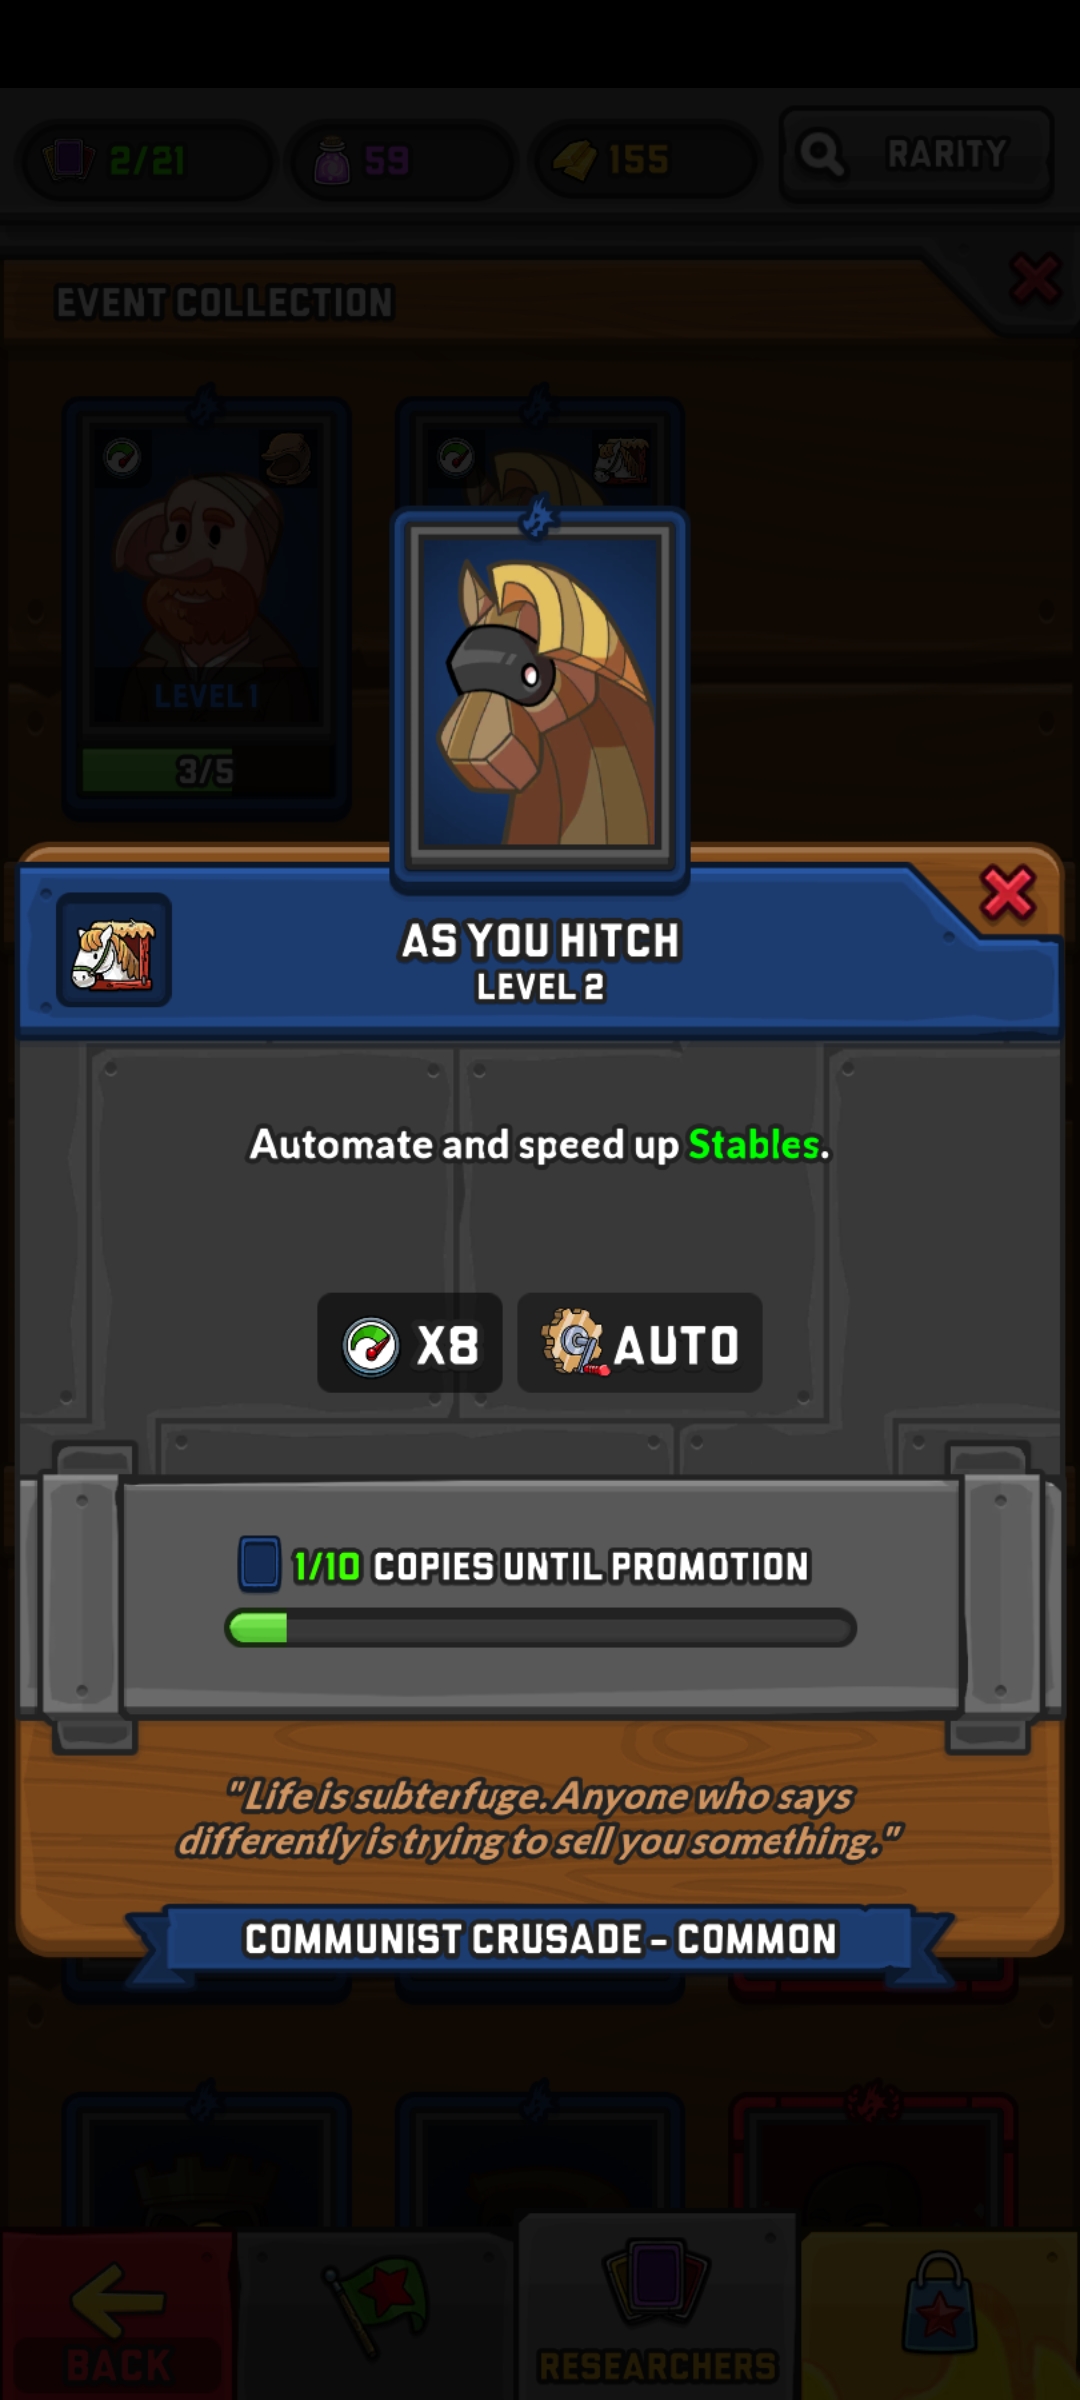 2/21
59
155
RARITY
EVENT COLLECTION
LEVEL 1
3/5
AS YOU HITCH
LEVEL 2
Automate and speed up Stables.
X8
AUTO
1/10 COPIES UNTIL PROMOTION
"Life is subterfuge. Anyone who says
differently is trying to sell you something."
COMMUNIST CRUSADE - COMMON
BACK
RESEARCHERS